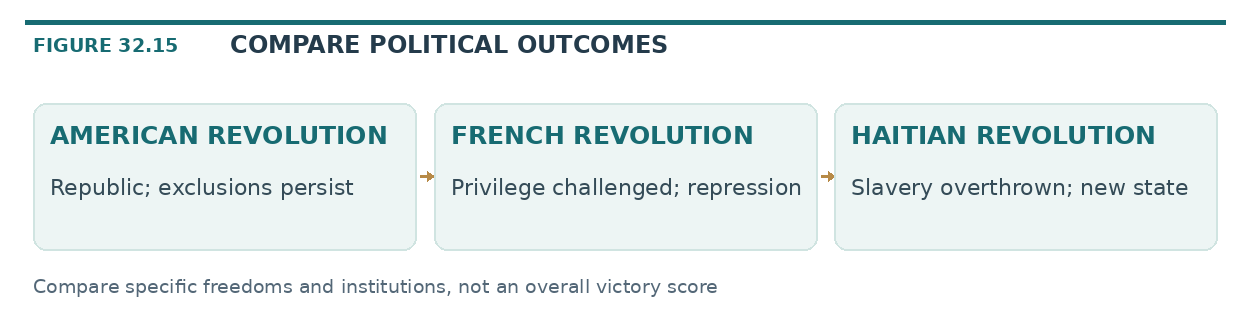 FIGURE 32.15 COMPARE POLITICAL OUTCOMES
AMERICAN REVOLUTION
Republic; exclusions persist
FRENCH REVOLUTION
Privilege challenged; repression
HAITIAN REVOLUTION
Slavery overthrown; new state
Compare specific freedoms and institutions, not an overall victory score